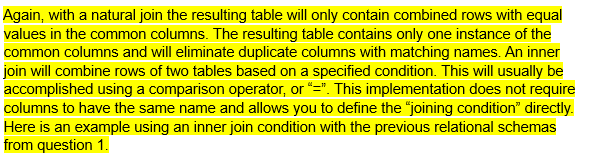 Again, with a natural join the resulting table will only contain combined rows with equal
values in the common columns. The resulting table contains only one instance of the
common columns and will eliminate duplicate columns with matching names. An inner
join will combine rows of two tables based on a specified condition. This will usually be
accomplished using a comparison operator, or “=”. This implementation does not require
columns to have the same name and allows you to define the “joining condition” directly.
Here is an example using an inner join condition with the previous relational schemas
from question 1.